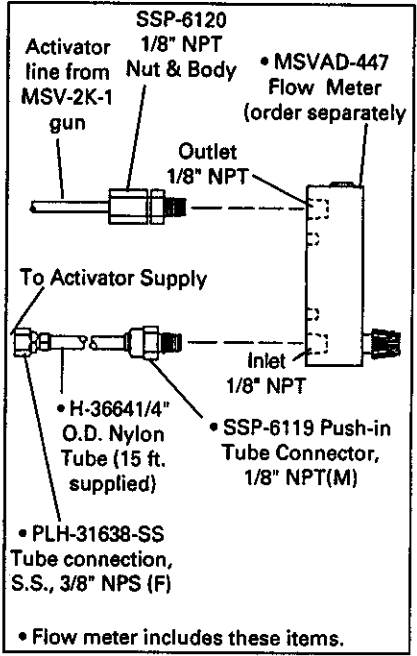 SSP-6120
1/8" NPT
Nut & Body
Activator
line from
MSV-2K-1
gun
• MSVAD-447
Flow Meter
(order separately
Outlet
1/8" NPT
To Activator Supply
Inlet
1/8" NPT
• H-36641/4"
O.D. Nylon
Tube (15 ft.
supplied)
• SSP-6119 Push-in
Tube Connector,
1/8" NPT(M)
• PLH-31638-SS
Tube connection,
S.S., 3/8" NPS (F)
• Flow meter includes these items.